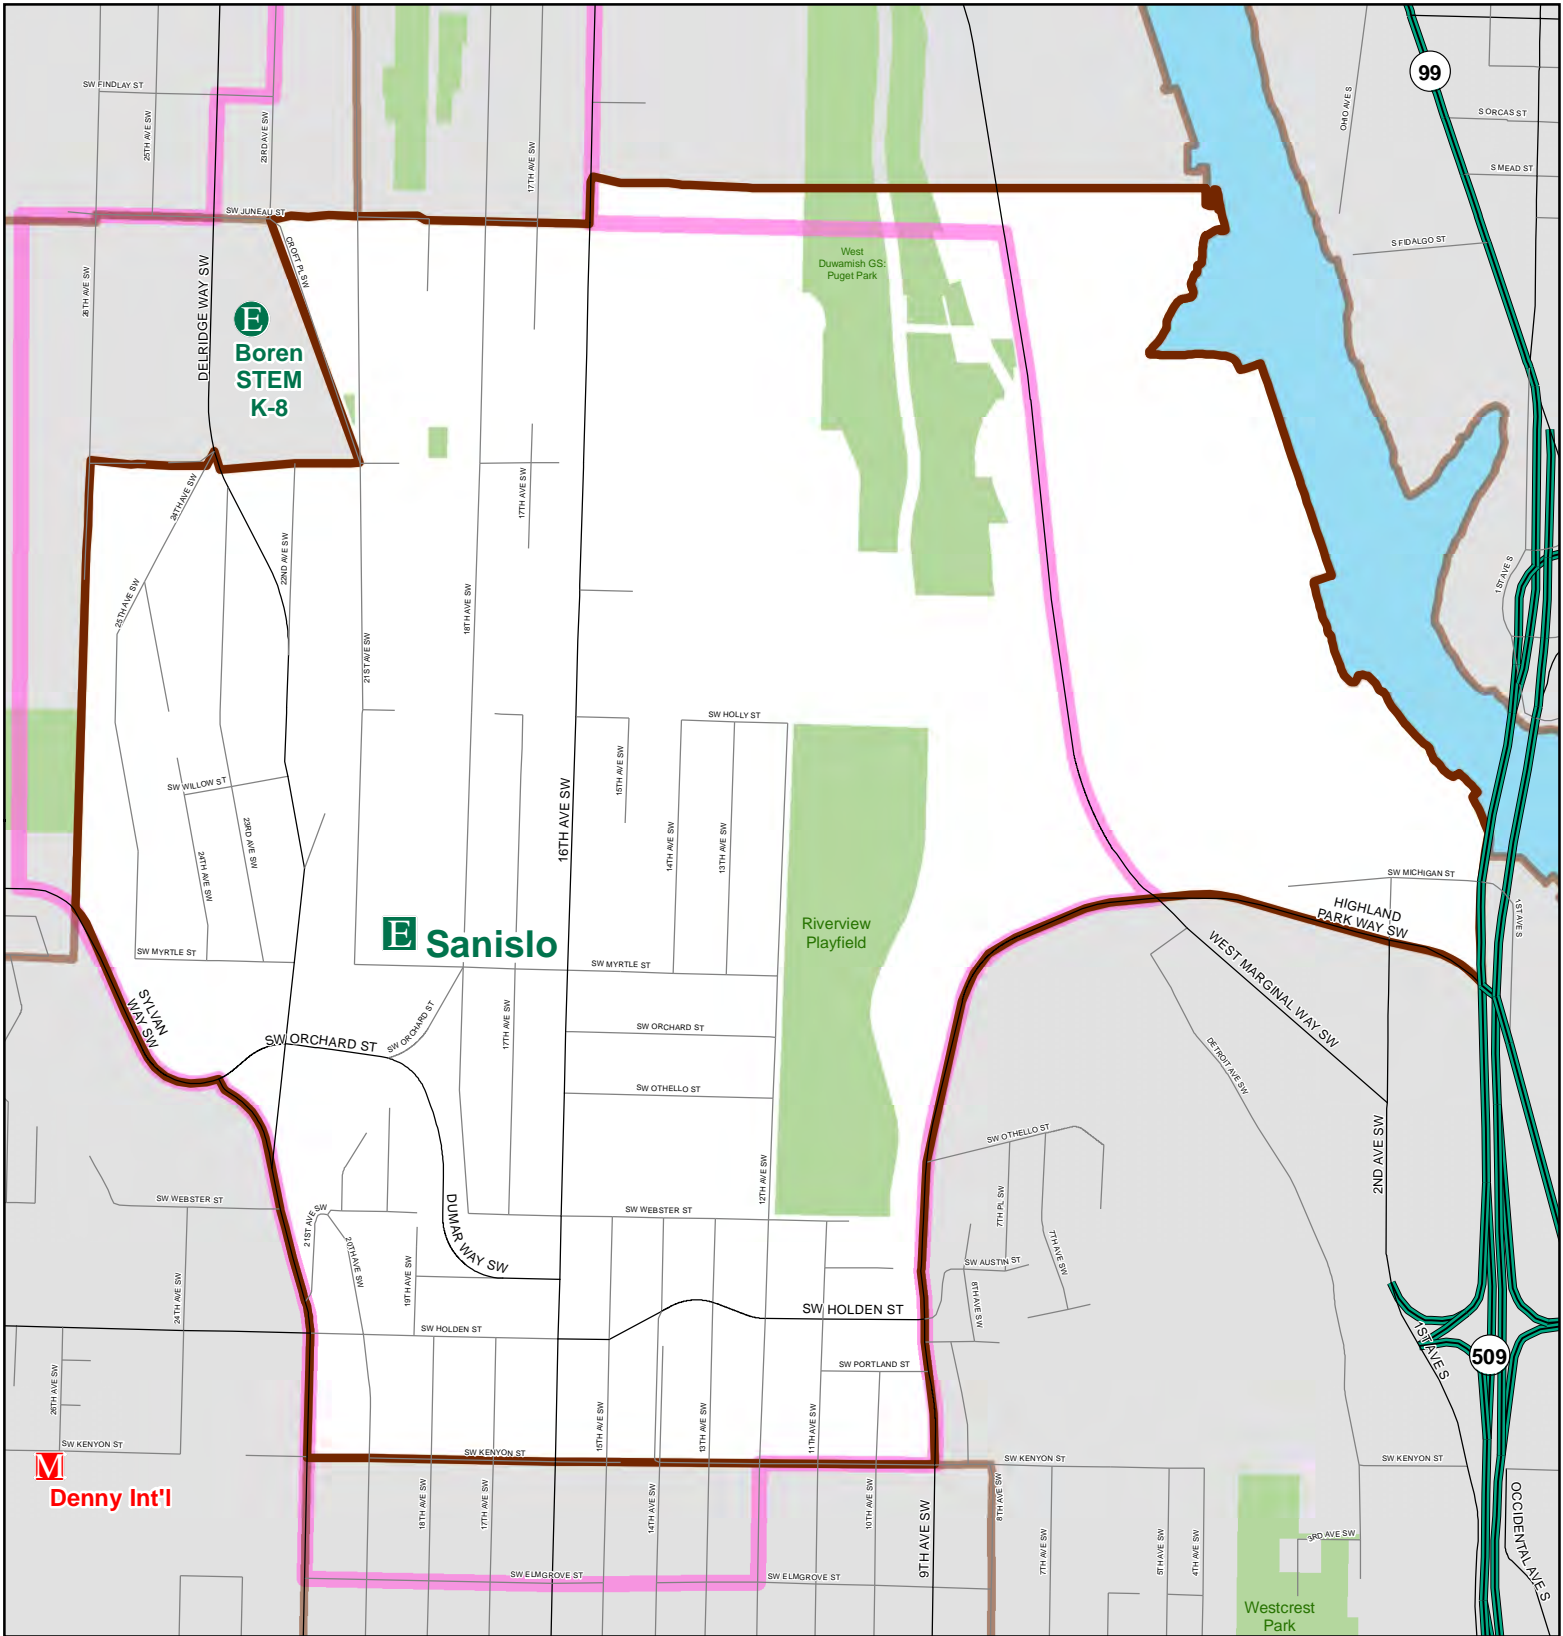 99
SW FINDLAY ST
OHIO AVE S
S ORCAS ST
25TH AVE SW
23RD AVE SW
17TH AVE SW
S MEAD ST
SW JUNEAU ST
S FIDALGO ST
CROFT PL SW
West
Duwamish GS:
Puget Park
26TH AVE SW
DELRIDGE WAY SW
E
Boren
STEM
K-8
24TH AVE SW
17TH AVE SW
22ND AVE SW
25TH AVE SW
18TH AVE SW
1ST AVE S
21ST AVE SW
SW HOLLY ST
15TH AVE SW
SW WILLOW ST
16TH AVE SW
23RD AVE SW
14TH AVE SW
13TH AVE SW
24TH AVE SW
SW MICHIGAN ST
HIGHLAND
PARK WAY SW
1ST AVE S
Riverview
Playfield
E
Sanislo
SW MYRTLE ST
SW MYRTLE ST
WEST MARGINAL WAY SW
SYLVAN
WAY SW
SW ORCHARD ST
SW ORCHARD ST
17TH AVE SW
SW ORCHARD ST
DETROIT AVE SW
SW OTHELLO ST
SW OTHELLO ST
2ND AVE SW
12TH AVE SW
SW WEBSTER ST
21ST AVE SW
DUMAR WAY SW
SW WEBSTER ST
7TH PL SW
7TH AVE SW
20TH AVE SW
19TH AVE SW
SW AUSTIN ST
24TH AVE SW
8TH AVE SW
SW HOLDEN ST
SW HOLDEN ST
1ST AVE S
509
SW PORTLAND ST
26TH AVE SW
15TH AVE SW
13TH AVE SW
11TH AVE SW
SW KENYON ST
SW KENYON ST
SW KENYON ST
SW KENYON ST
M
Denny Int'l
18TH AVE SW
17TH AVE SW
14TH AVE SW
10TH AVE SW
9TH AVE SW
8TH AVE SW
7TH AVE SW
5TH AVE SW
4TH AVE SW
3RD AVE SW
OCCIDENTAL AVE S
SW ELMGROVE ST
SW ELMGROVE ST
Westcrest
Park